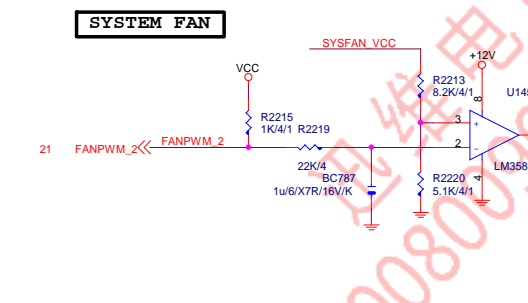 SYSTEM FAN
SYSFAN_VCC
+12V
VCC
R2213
8.2K/4/1
8
R2215
1K/4/1
R2219
3
+
21
FANPWM_2
FANPWM_2
2
-
22K/4
BC787
1u/6/X7R/16V/K
R2220
5.1K/4/1
4
LM358